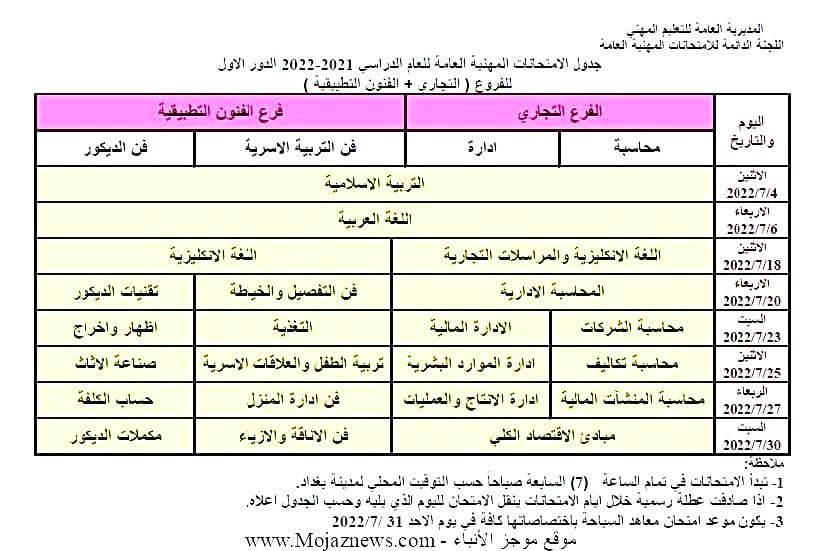 المديرية العامة للتعليم المهني
اللجنة الدائمة للامتحانات المهنية العامة
جدول الامتحانات المهنية العامة للعام الدراسي 2021-2022 الدور الاول
للفروع ( التجاري + الفنون التطبيقية )
اليوم والتاريخ الفرع التجاري فرع الفنون التطبيقية
محاسبة ادارة فن التربية الاسرية فن الديكور
الاثنين 2022/7/4 التربية الاسلامية
الاربعاء 2022/7/6 اللغة العربية
الاثنين 2022/7/18 اللغة الانكليزية والمراسلات التجارية اللغة الانكليزية
الاربعاء 2022/7/20 المحاسبة الادارية فن التفصيل والخيطة تقنيات الديكور
السبت 2022/7/23 محاسبة الشركات الادارة المالية التغذية اظهار واخراج
الاثنين 2022/7/25 محاسبة تكاليف ادارة الموارد البشرية تربية الطفل والعلاقات الاسرية صناعة الاثاث
الربعاء 2022/7/27 محاسبة المنشآت المالية ادارة الانتاج والعمليات فن ادارة المنزل حساب الكلفة
السبت 2022/7/30 مبادئ الاقتصاد الكلي فن الاناقة والازياء مكملات الديكور
ملاحظة:
1- تبدأ الامتحانات في تمام الساعة (7) السابعة صباحاً حسب التوقيت المحلي لمدينة بغداد.
2- اذا صادفت عطلة رسمية خلال ايام الامتحانات ينقل الامتحان لليوم الذي يليه وحسب الجدول اعلاه.
3- يكون موعد امتحان معاهد السياحة باختصاصاتها كافة في يوم الاحد 31 /2022/7
موقع موجز الأنباء - www.Mojaznews.com